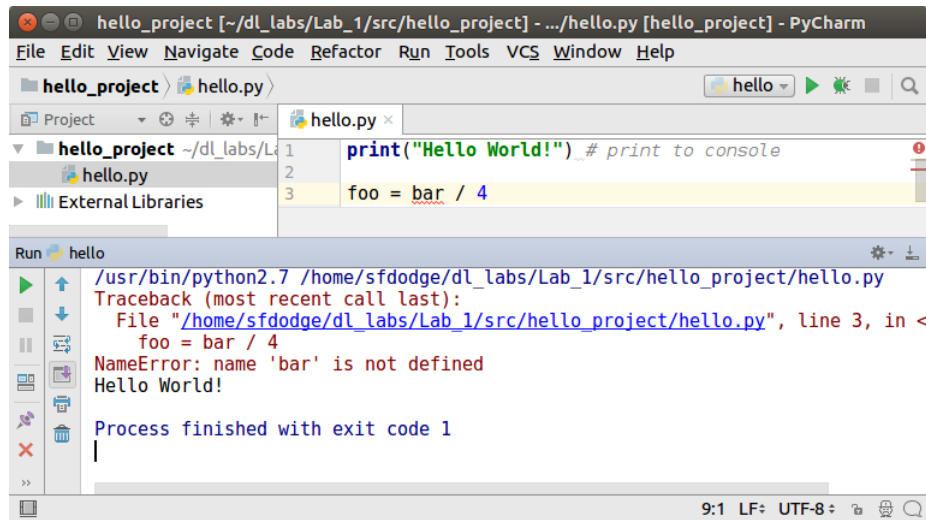 hello_project [~/dl_labs/Lab_1/src/hello_project] - .../hello.py [hello_project] - PyCharm
File Edit View Navigate Code Refactor Run Tools VCS Window Help
hello_project hello.py hello
Project hello.py ×
hello_project ~/dl_labs/La
hello.py
External Libraries
1 print("Hello World!") # print to console
2
3 foo = bar / 4
Run hello
/usr/bin/python2.7 /home/sfdodge/dl_labs/Lab_1/src/hello_project/hello.py
Traceback (most recent call last):
File "/home/sfdodge/dl_labs/Lab_1/src/hello_project/hello.py", line 3, in <
foo = bar / 4
NameError: name 'bar' is not defined
Hello World!
Process finished with exit code 1
9:1 LF UTF-8